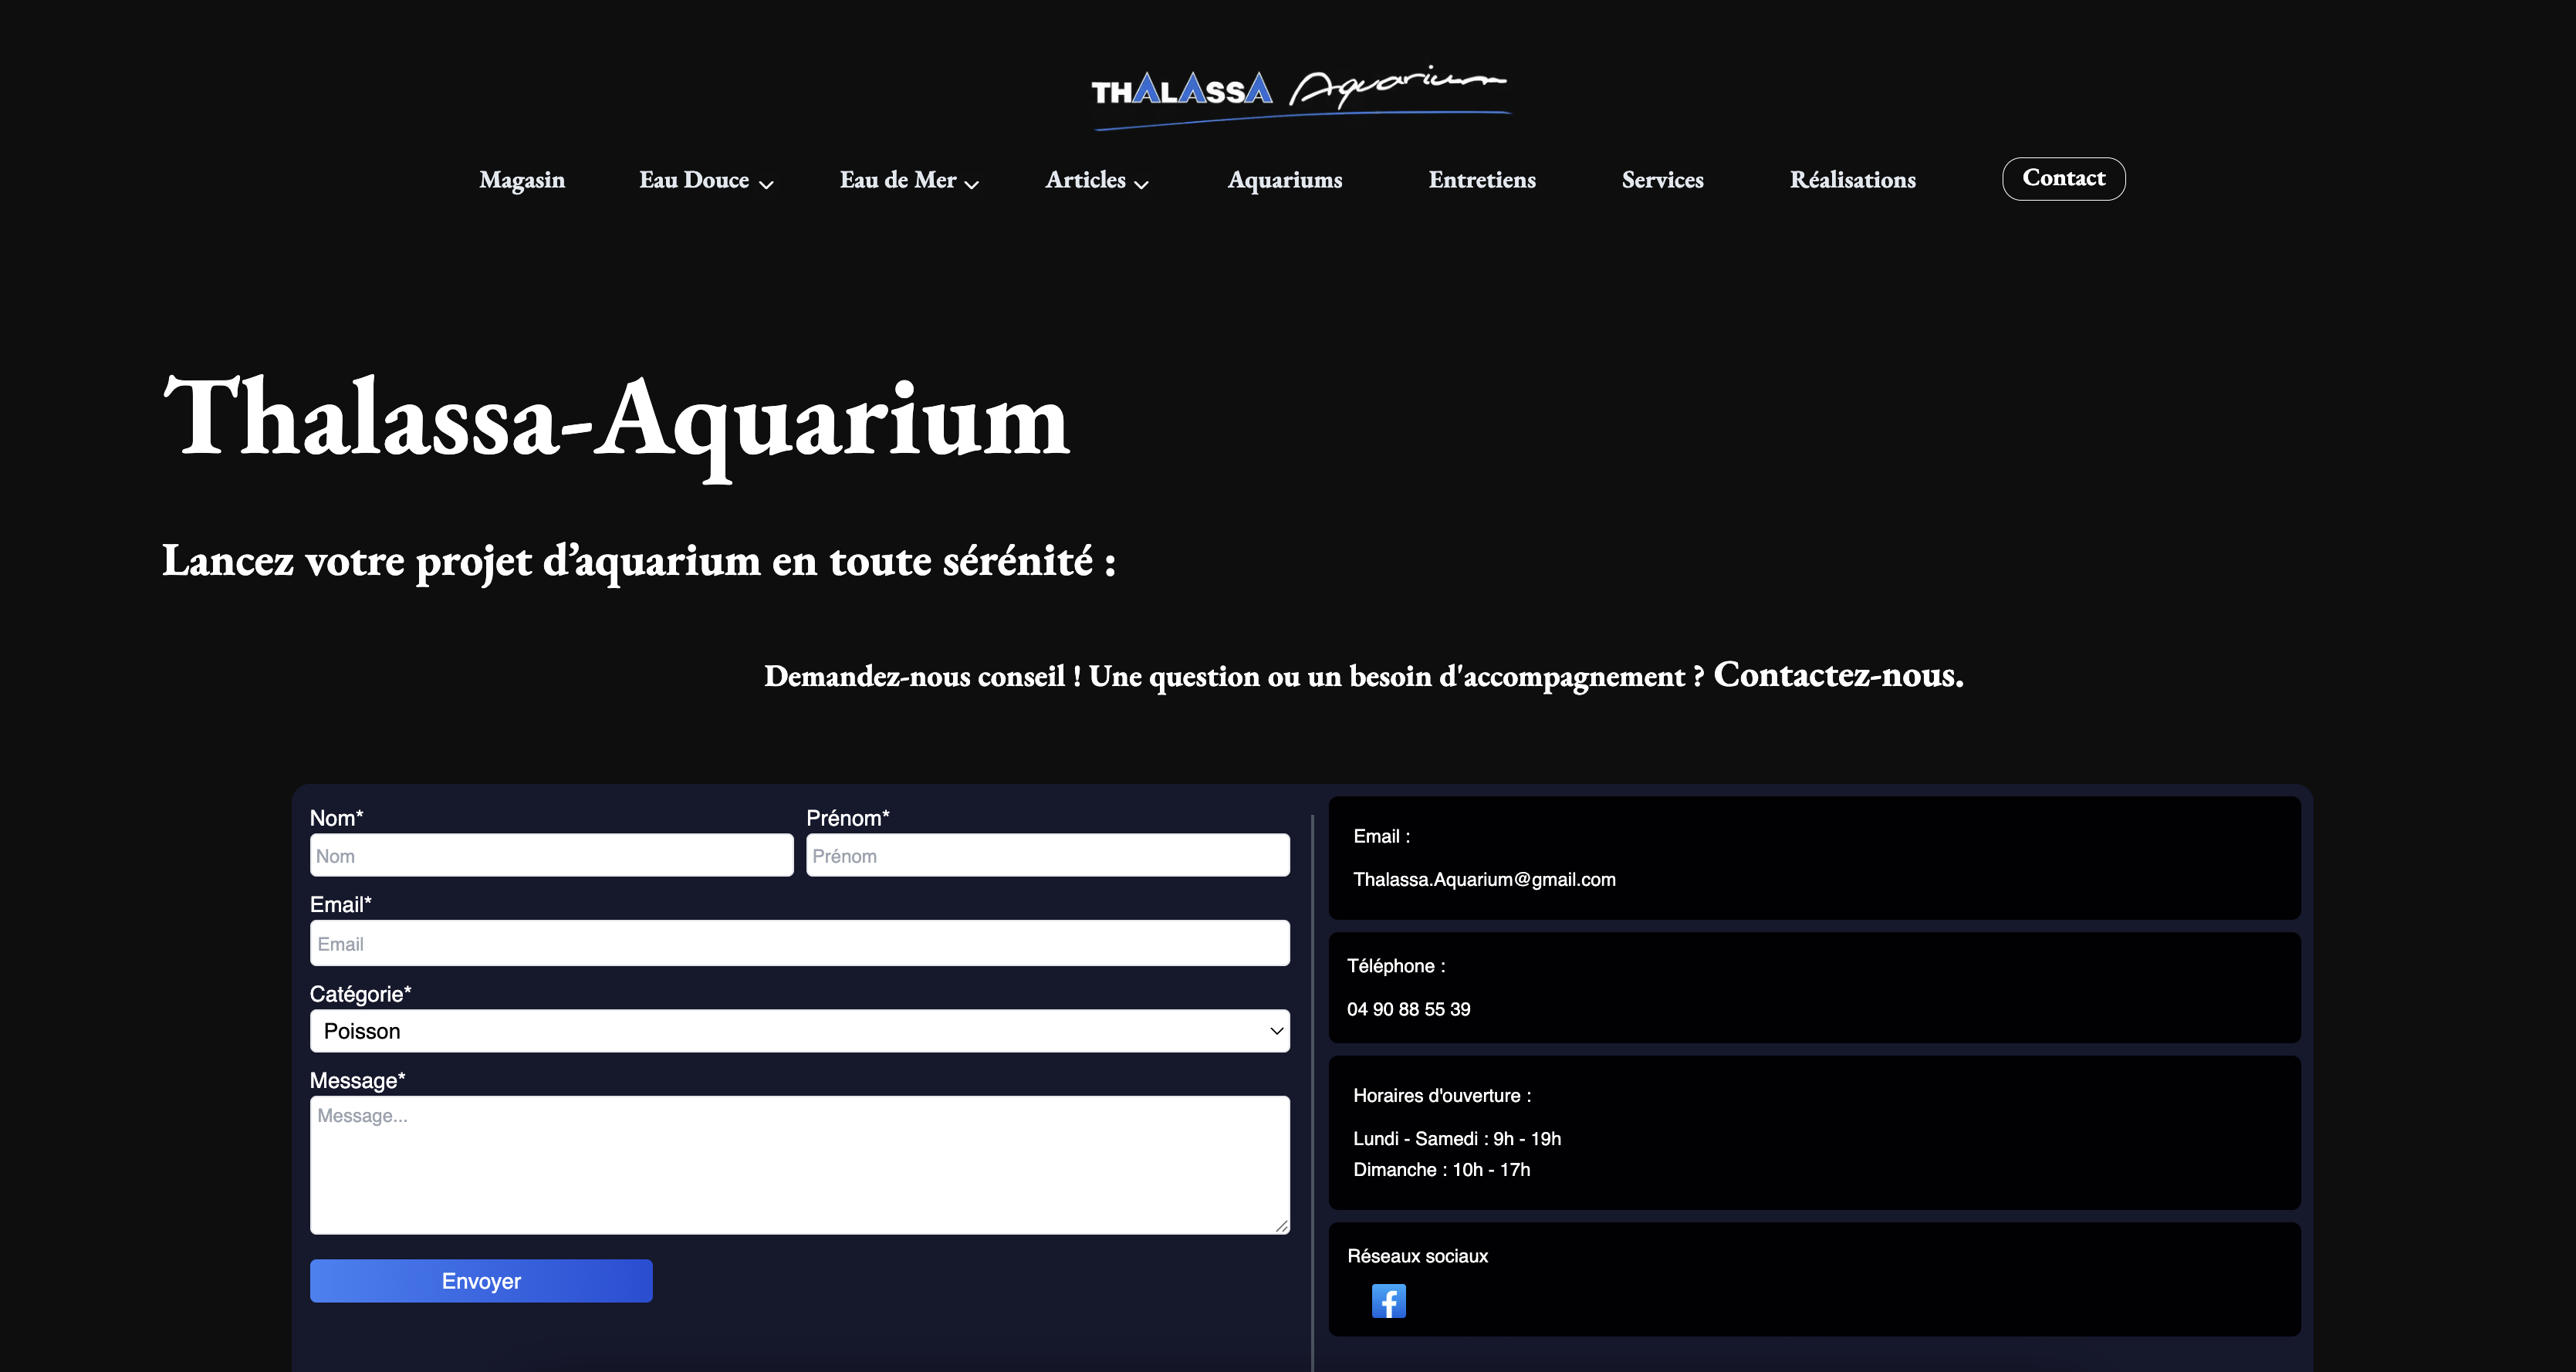 THALASSA Aquarium
Magasin Eau Douce Eau de Mer Articles Aquariums Entretiens Services Réalisations Contact
Thalassa-Aquarium
Lancez votre projet d’aquarium en toute sérénité :
Demandez-nous conseil ! Une question ou un besoin d'accompagnement ? Contactez-nous.
Nom* Prénom*
Nom Prénom
Email*
Email
Catégorie*
Poisson
Message*
Message...
Envoyer
Email :
Thalassa.Aquarium@gmail.com
Téléphone :
04 90 88 55 39
Horaires d'ouverture :
Lundi - Samedi : 9h - 19h
Dimanche : 10h - 17h
Réseaux sociaux